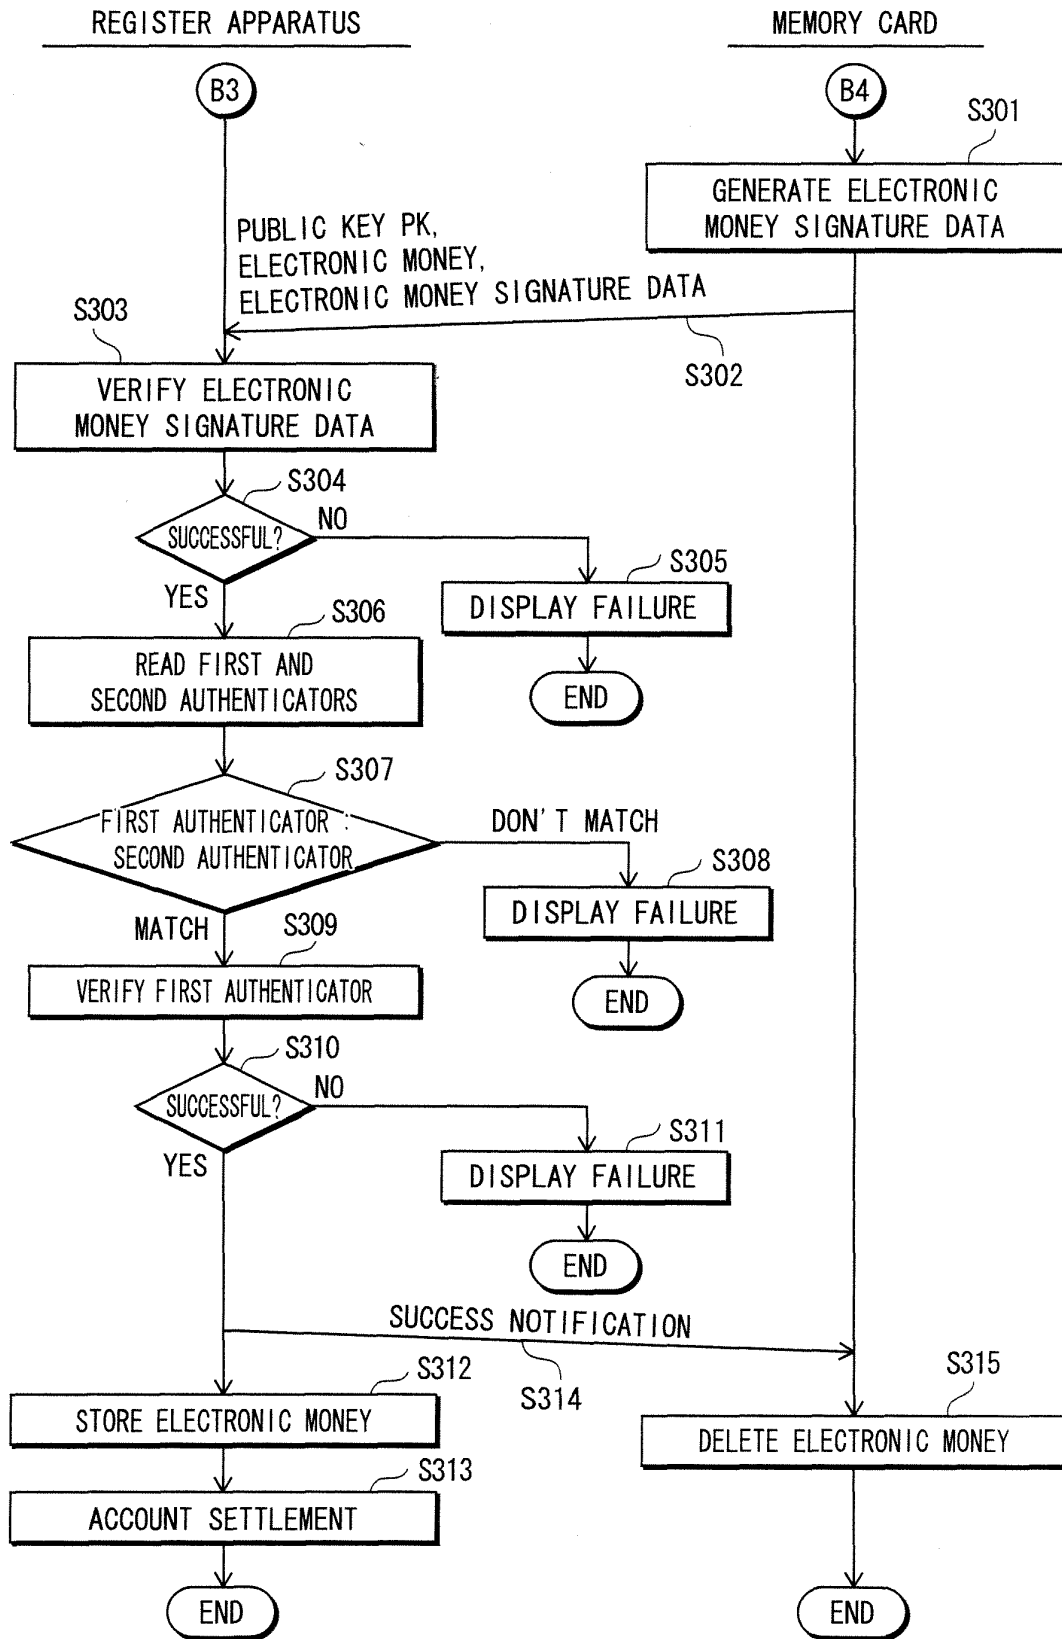 REGISTER APPARATUS
MEMORY CARD
B3
B4
S301
GENERATE ELECTRONIC
MONEY SIGNATURE DATA
PUBLIC KEY PK,
ELECTRONIC MONEY,
ELECTRONIC MONEY SIGNATURE DATA
S302
S303
VERIFY ELECTRONIC
MONEY SIGNATURE DATA
S304
SUCCESSFUL?
NO
YES
S305
DISPLAY FAILURE
END
S306
READ FIRST AND
SECOND AUTHENTICATORS
S307
FIRST AUTHENTICATOR :
SECOND AUTHENTICATOR
DON'T MATCH
S308
DISPLAY FAILURE
END
MATCH
S309
VERIFY FIRST AUTHENTICATOR
S310
SUCCESSFUL?
NO
YES
S311
DISPLAY FAILURE
END
SUCCESS NOTIFICATION
S314
S312
STORE ELECTRONIC MONEY
S315
DELETE ELECTRONIC MONEY
S313
ACCOUNT SETTLEMENT
END
END